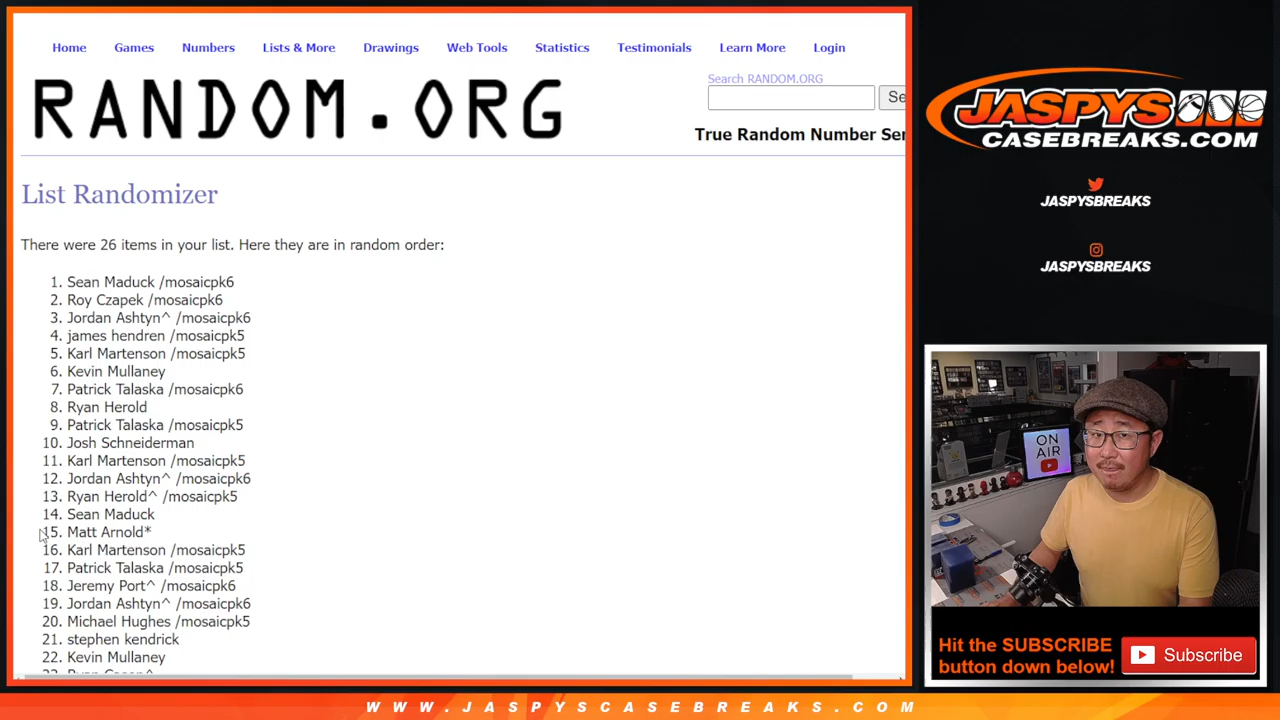 Home Games Numbers Lists & More Drawings Web Tools Statistics Testimonials Learn More Login
RANDOM.ORG
Search RANDOM.ORG
Se
True Random Number Ser
List Randomizer
There were 26 items in your list. Here they are in random order:
1. Sean Maduck /mosaicpk6
2. Roy Czapek /mosaicpk6
3. Jordan Ashtyn^ /mosaicpk6
4. james hendren /mosaicpk5
5. Karl Martenson /mosaicpk5
6. Kevin Mullaney
7. Patrick Talaska /mosaicpk6
8. Ryan Herold
9. Patrick Talaska /mosaicpk5
10. Josh Schneiderman
11. Karl Martenson /mosaicpk5
12. Jordan Ashtyn^ /mosaicpk6
13. Ryan Herold^ /mosaicpk5
14. Sean Maduck
15. Matt Arnold*
16. Karl Martenson /mosaicpk5
17. Patrick Talaska /mosaicpk5
18. Jeremy Port^ /mosaicpk6
19. Jordan Ashtyn^ /mosaicpk6
20. Michael Hughes /mosaicpk5
21. stephen kendrick
22. Kevin Mullaney
JASPYS
CASEBREAKS.COM
JASPYSBREAKS
JASPYSBREAKS
ON
AIR
Hit the SUBSCRIBE
button down below!
Subscribe
WWW.JASPYSCASEBREAKS.COM